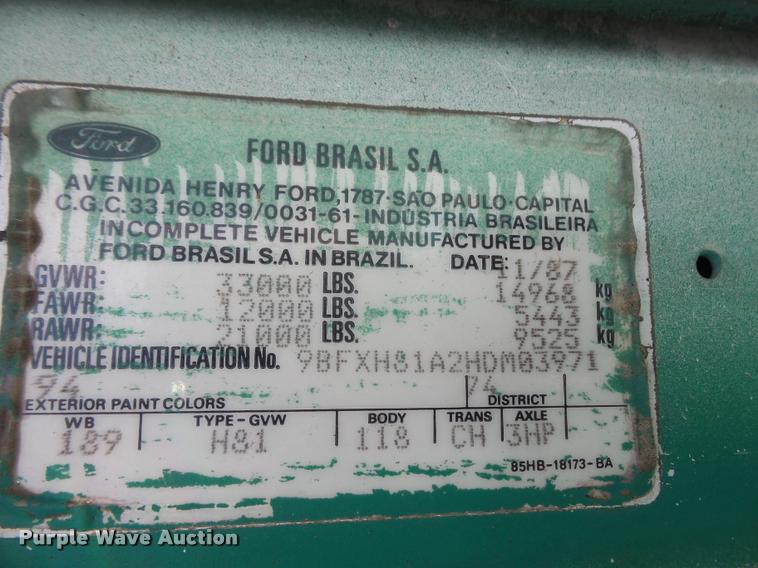 Ford
FORD BRASIL S.A.
AVENIDA HENRY FORD,1787-SAO PAULO-CAPITAL
C.G.C.33.160.839/0031-61-INDÚSTRIA BRASILEIRA
INCOMPLETE VEHICLE MANUFACTURED BY
FORD BRASIL S.A. IN BRAZIL. DATE: 11/87
GVWR: 33000 LBS. 14968 kg
FAWR: 12000 LBS. 5443 kg
RAWR: 21000 LBS. 9525 kg
VEHICLE IDENTIFICATION No. 9BFXH81A2HDM03971
94 74
EXTERIOR PAINT COLORS DISTRICT
WB TYPE-GVW BODY TRANS AXLE
189 H81 118 CH 3HP
85HB-18173-BA
Purple Wave Auction